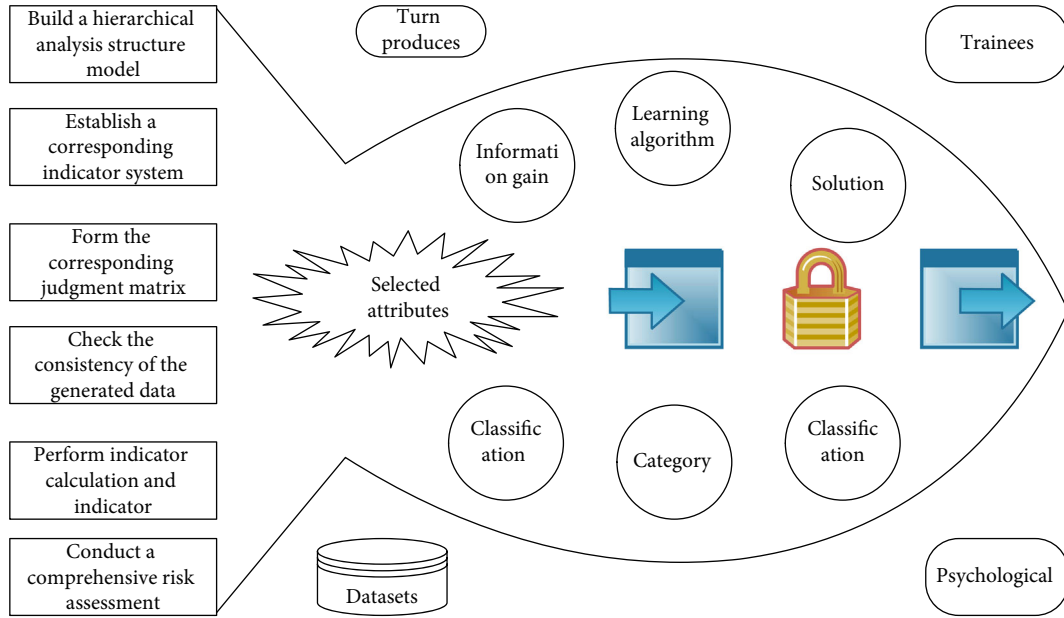 Build a hierarchical
analysis structure
model
Establish a
corresponding
indicator system
Form the
corresponding
judgment matrix
Check the
consistency of the
generated data
Perform indicator
calculation and
indicator
Conduct a
comprehensive risk
assessment
Turn
produces
Trainees
Informati
on gain
Learning
algorithm
Solution
Selected
attributes
Classific
ation
Category
Classific
ation
Datasets
Psychological